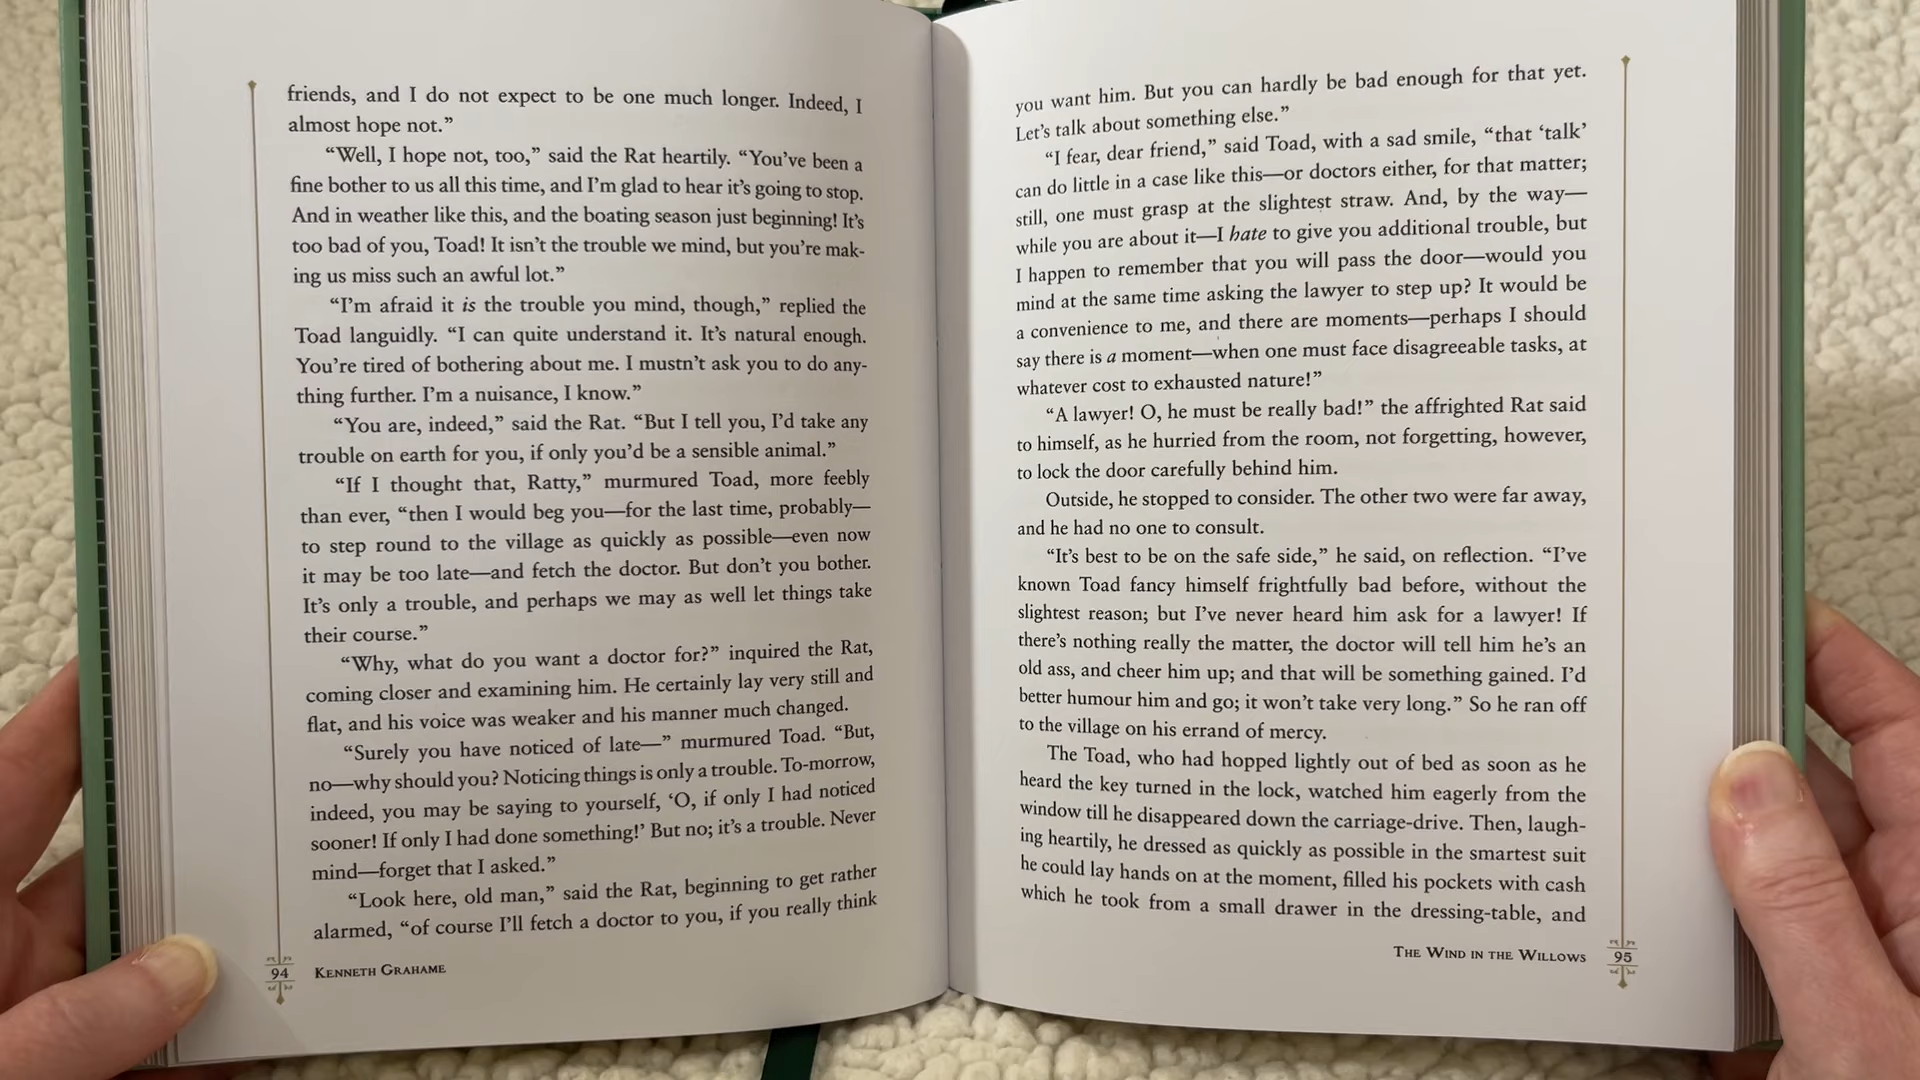 friends, and I do not expect to be one much longer. Indeed, I
almost hope not.”
“Well, I hope not, too,” said the Rat heartily. “You’ve been a
fine bother to us all this time, and I’m glad to hear it’s going to stop.
And in weather like this, and the boating season just beginning! It’s
too bad of you, Toad! It isn’t the trouble we mind, but you’re mak-
ing us miss such an awful lot.”
“I’m afraid it is the trouble you mind, though,” replied the
Toad languidly. “I can quite understand it. It’s natural enough.
You’re tired of bothering about me. I mustn’t ask you to do any-
thing further. I’m a nuisance, I know.”
“You are, indeed,” said the Rat. “But I tell you, I’d take any
trouble on earth for you, if only you’d be a sensible animal.”
“If I thought that, Ratty,” murmured Toad, more feebly
than ever, “then I would beg you—for the last time, probably—
to step round to the village as quickly as possible—even now
it may be too late—and fetch the doctor. But don’t you bother.
It’s only a trouble, and perhaps we may as well let things take
their course.”
“Why, what do you want a doctor for?” inquired the Rat,
coming closer and examining him. He certainly lay very still and
flat, and his voice was weaker and his manner much changed.
“Surely you have noticed of late—” murmured Toad. “But,
no—why should you? Noticing things is only a trouble. To-morrow,
indeed, you may be saying to yourself, ‘O, if only I had noticed
sooner! If only I had done something!’ But no; it’s a trouble. Never
mind—forget that I asked.”
“Look here, old man,” said the Rat, beginning to get rather
alarmed, “of course I’ll fetch a doctor to you, if you really think
94 Kenneth Grahame
you want him. But you can hardly be bad enough for that yet.
Let’s talk about something else.”
“I fear, dear friend,” said Toad, with a sad smile, “that ‘talk’
can do little in a case like this—or doctors either, for that matter;
still, one must grasp at the slightest straw. And, by the way—
while you are about it—I hate to give you additional trouble, but
I happen to remember that you will pass the door—would you
mind at the same time asking the lawyer to step up? It would be
a convenience to me, and there are moments—perhaps I should
say there is a moment—when one must face disagreeable tasks, at
whatever cost to exhausted nature!”
“A lawyer! O, he must be really bad!” the affrighted Rat said
to himself, as he hurried from the room, not forgetting, however,
to lock the door carefully behind him.
Outside, he stopped to consider. The other two were far away,
and he had no one to consult.
“It’s best to be on the safe side,” he said, on reflection. “I’ve
known Toad fancy himself frightfully bad before, without the
slightest reason; but I’ve never heard him ask for a lawyer! If
there’s nothing really the matter, the doctor will tell him he’s an
old ass, and cheer him up; and that will be something gained. I’d
better humour him and go; it won’t take very long.” So he ran off
to the village on his errand of mercy.
The Toad, who had hopped lightly out of bed as soon as he
heard the key turned in the lock, watched him eagerly from the
window till he disappeared down the carriage-drive. Then, laugh-
ing heartily, he dressed as quickly as possible in the smartest suit
he could lay hands on at the moment, filled his pockets with cash
which he took from a small drawer in the dressing-table, and
The Wind in the Willows 95